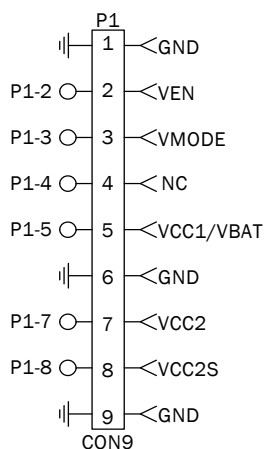 P1
1 GND
P1-2 2 VEN
P1-3 3 VMODE
P1-4 4 NC
P1-5 5 VCC1/VBAT
6 GND
P1-7 7 VCC2
P1-8 8 VCC2S
9 GND
CON9